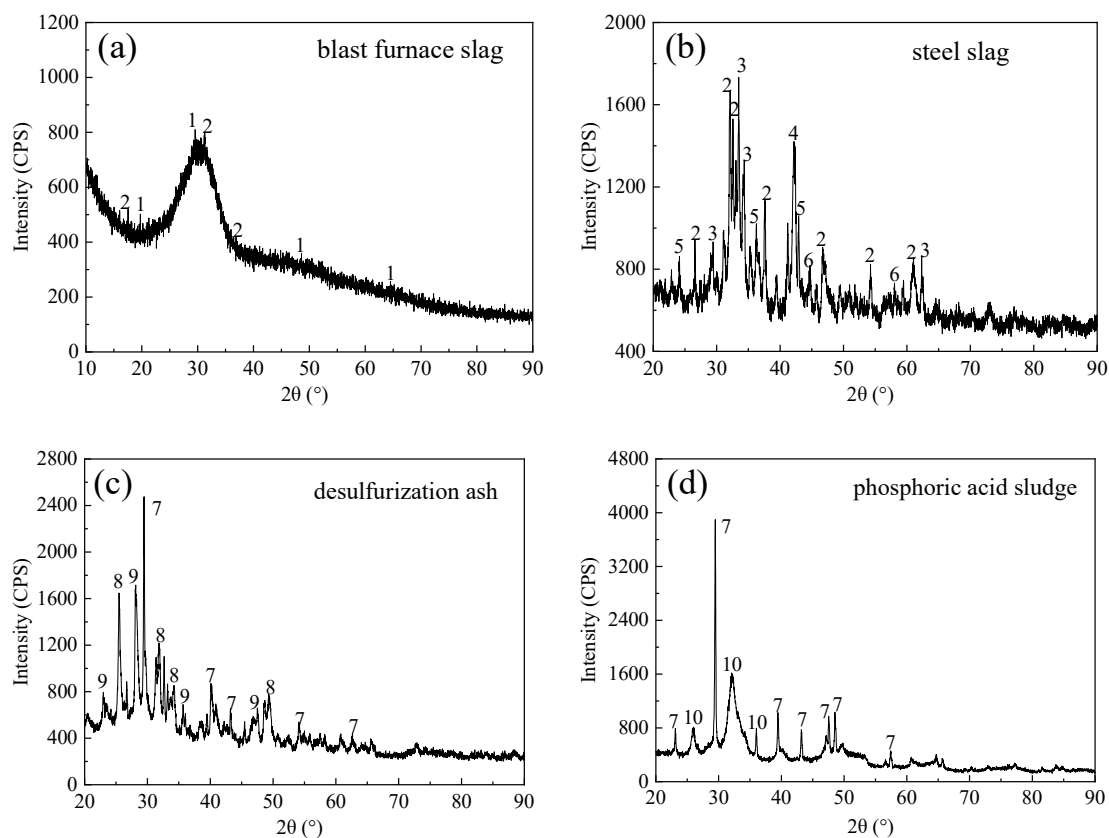 (a)
blast furnace slag
1200
1000
800
600
400
200
0
Intensity (CPS)
1 2
2 1
2
1
1
10 20 30 40 50 60 70 80 90
2θ (°)
(b)
steel slag
2000
1600
1200
800
400
Intensity (CPS)
3
2
2
3
4
5 2 5
5 2 3
6 2
2 6 2 3
20 30 40 50 60 70 80 90
2θ (°)
(c)
desulfurization ash
2800
2400
2000
1600
1200
800
400
0
Intensity (CPS)
7
8 9
8
9 8 9 7 7 9 8 7 7
20 30 40 50 60 70 80 90
2θ (°)
(d)
phosphoric acid sludge
4800
4000
3200
2400
1600
800
0
Intensity (CPS)
7
10
7 10 10 7 7 7 7
7
20 30 40 50 60 70 80 90
2θ (°)